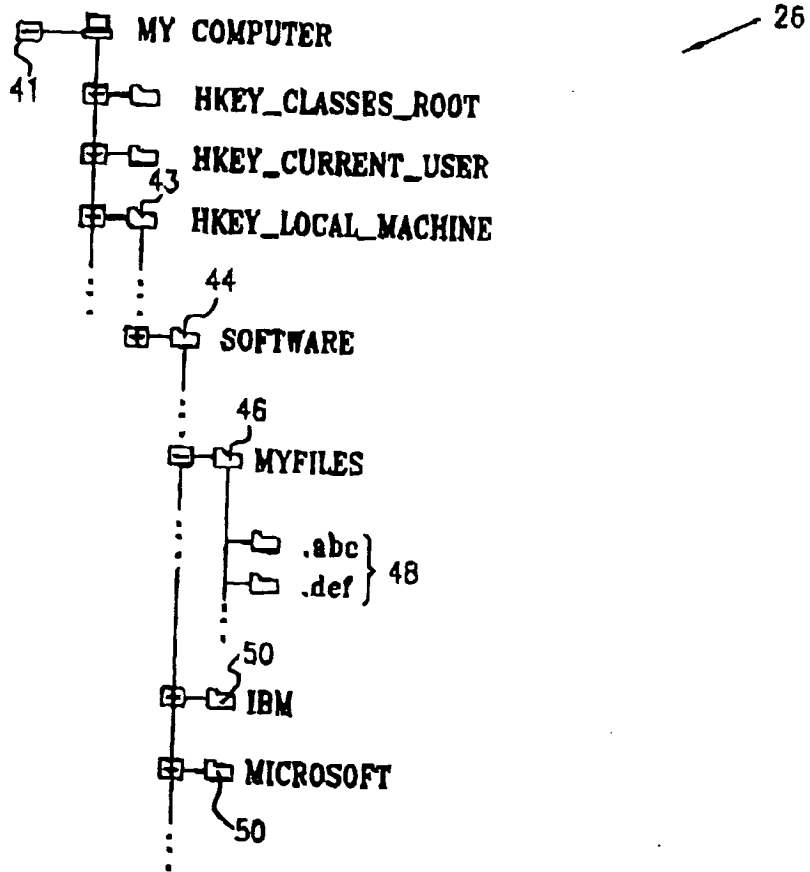 26
MY COMPUTER
41
HKEY_CLASSES_ROOT
HKEY_CURRENT_USER
43
HKEY_LOCAL_MACHINE
44
SOFTWARE
46
MYFILES
.abc
48
.def
50
IBM
MICROSOFT
50